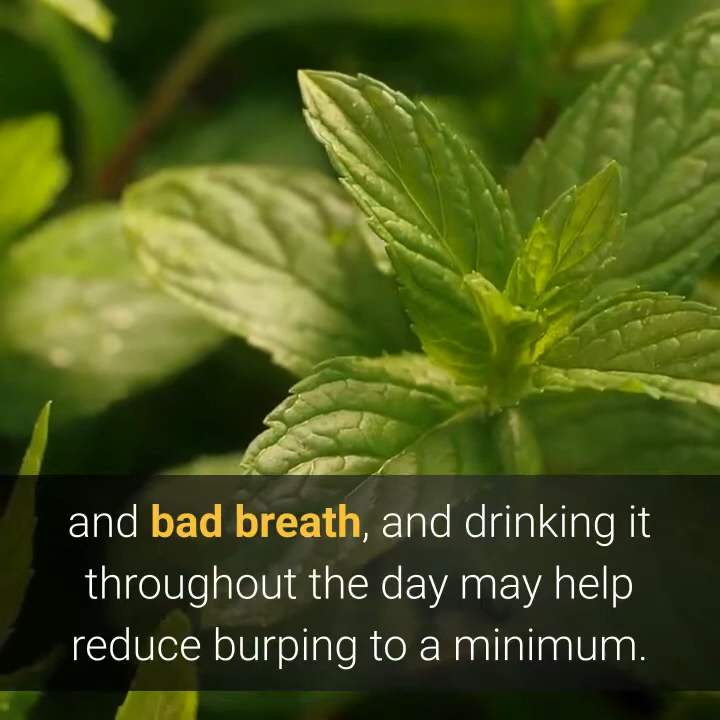 and bad breath, and drinking it
throughout the day may help
reduce burping to a minimum.